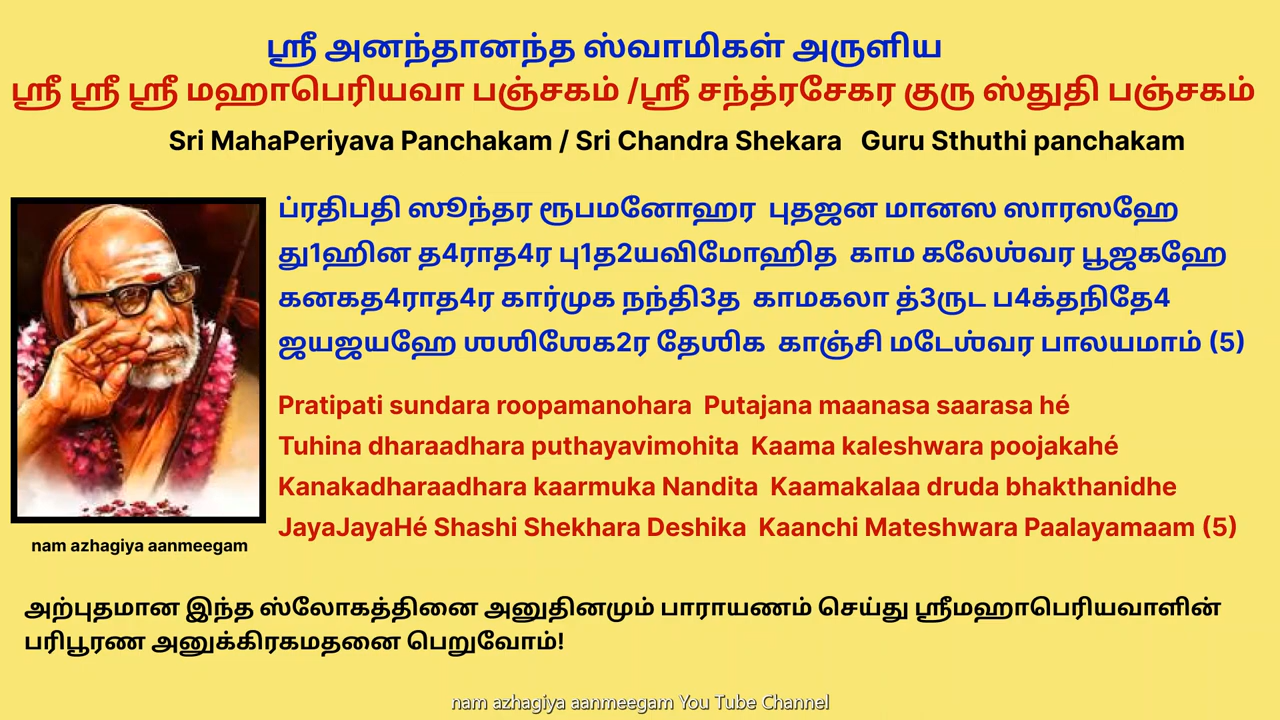 ஸ்ரீ அனந்தானந்த ஸ்வாமிகள் அருளிய
ஸ்ரீ ஸ்ரீ ஸ்ரீ மஹாபெரியவா பஞ்சகம் /ஸ்ரீ சந்த்ரசேகர குரு ஸ்துதி பஞ்சகம்
Sri MahaPeriyava Panchakam / Sri Chandra Shekara Guru Sthuthi panchakam
ப்ரதிபதி ஸூந்தர ரூபமனோஹர புதஜன மானஸ ஸாரஸஹே
து1ஹின த4ராத4ர பு1த2யவிமோஹித காம கலேஶ்வர பூஜகஹே
கனகத4ராத4ர கார்முக நந்தி3த காமகலா த்3ருட ப4க்தநிதே4
ஜயஜயஹே ஶஶிஶேக2ர தேஶிக காஞ்சி மடேஶ்வர பாலயமாம் (5)
Pratipati sundara roopamanohara Putajana maanasa saarasa hé
Tuhina dharaadhara puthayavimohita Kaama kaleshwara poojakahé
Kanakadharaadhara kaarmuka Nandita Kaamakalaa druda bhakthanidhe
JayaJayaHé Shashi Shekhara Deshika Kaanchi Mateshwara Paalayamaam (5)
nam azhagiya aanmeegam
அற்புதமான இந்த ஸ்லோகத்தினை அனுதினமும் பாராயணம் செய்து ஸ்ரீமஹாபெரியவாளின்
பரிபூரண அனுக்கிரகமதனை பெறுவோம்!
nam azhagiya aanmeegam You Tube Channel